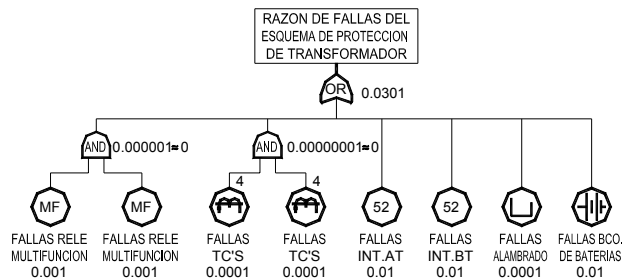 RAZON DE FALLAS DEL
ESQUEMA DE PROTECCION
DE TRANSFORMADOR
OR
0.0301
AND
0.000001≈0
AND
0.00000001≈0
4
4
MF
MF
52
52
FALLAS RELE
MULTIFUNCION
0.001
FALLAS RELE
MULTIFUNCION
0.001
FALLAS
TC'S
0.0001
FALLAS
TC'S
0.0001
FALLAS
INT.AT
0.01
FALLAS
INT.BT
0.01
FALLAS
ALAMBRADO
0.0001
FALLAS BCO.
DE BATERIAS
0.01